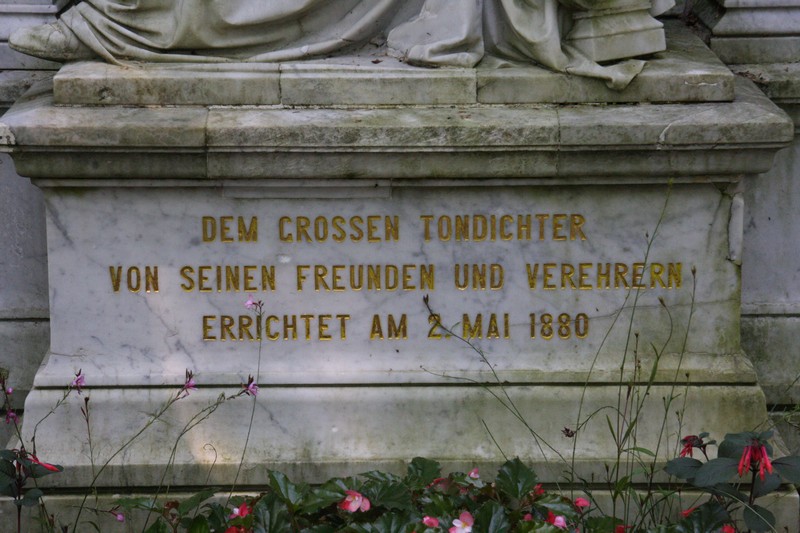 DEM GROSSEN TONDICHTER
VON SEINEN FREUNDEN UND VEREHRERN
ERRICHTET AM 2. MAI 1880